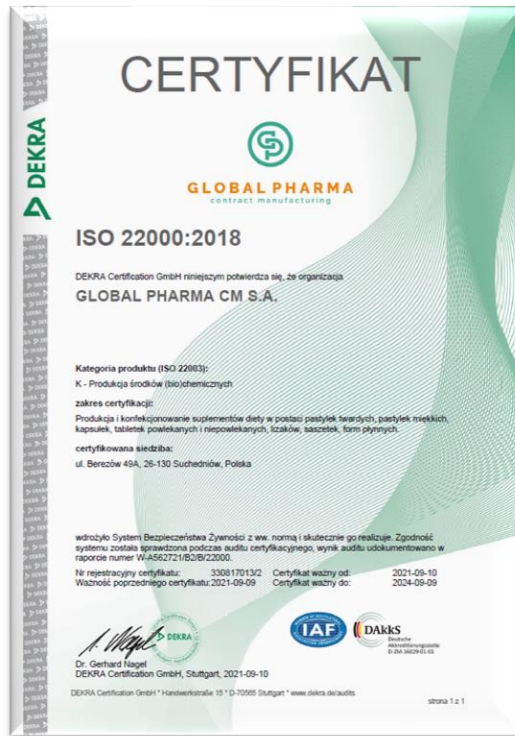 CERTYFIKAT
DEKRA
GLOBAL PHARMA
contract manufacturing
ISO 22000:2018
DEKRA Certification GmbH niniejszym potwierdza się, że organizacja
GLOBAL PHARMA CM S.A.
Kategoria produktu (ISO 22003):
K - Produkcja środków (bio)chemicznych
zakres certyfikacji:
Produkcja i konfekcjonowanie suplementów diety w postaci pastylek twardych, pastylek miękkich,
kapsułek, tabletek powlekanych i niepowlekanych, lizaków, saszetek, form płynnych.
certyfikowana siedziba:
ul. Berezów 49A, 26-130 Suchedniów, Polska
wdrożyło System Bezpieczeństwa Żywności z ww. normą i skutecznie go realizuje. Zgodność
systemu została sprawdzona podczas auditu certyfikacyjnego, wynik auditu udokumentowano w
raporcie numer W-A562721/B2/B/22000.
Nr rejestracyjny certyfikatu: 330817013/2 Certyfikat ważny od: 2021-09-10
Ważność poprzedniego certyfikatu: 2021-09-09 Certyfikat ważny do: 2024-09-09
DEKRA
IAF
DAkkS
Deutsche
Akkreditierungsstelle
D-ZM-16029-01-01
Dr. Gerhard Nagel
DEKRA Certification GmbH, Stuttgart, 2021-09-10
DEKRA Certification GmbH * Handwerkstraße 15 * D-70565 Stuttgart * www.dekra.de/audits
strona 1 z 1